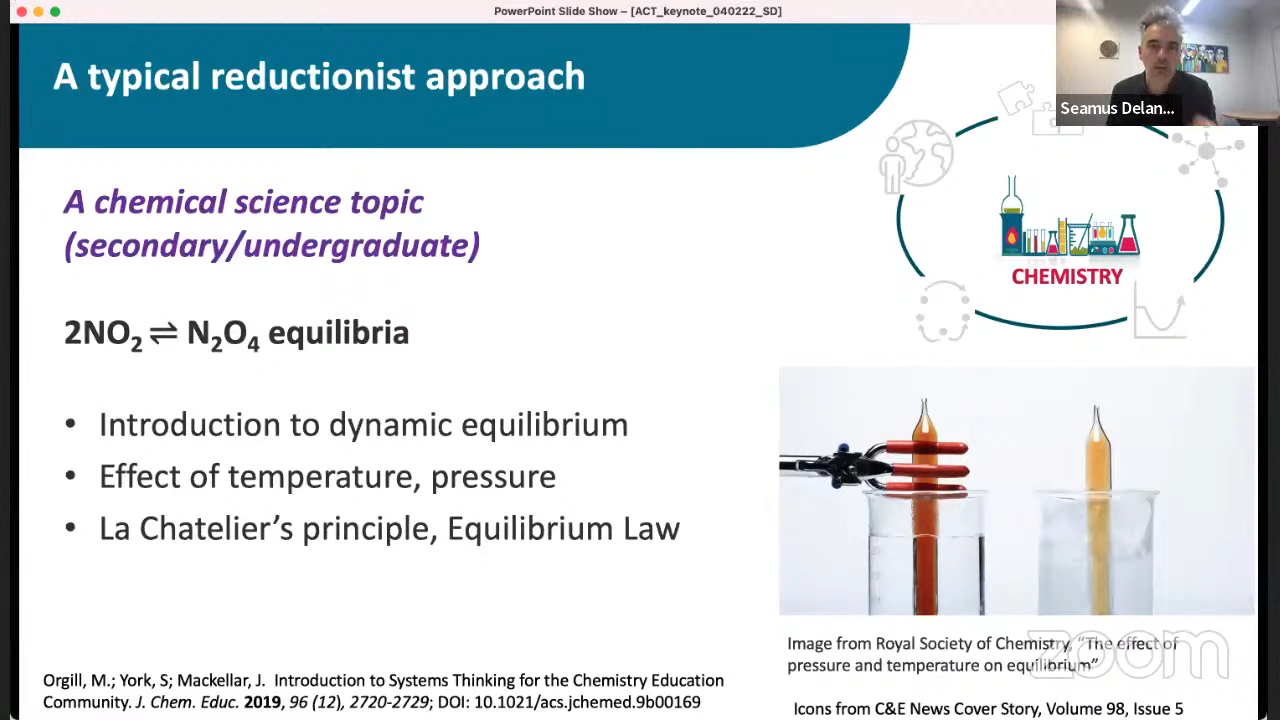 PowerPoint Slide Show – [ACT_keynote_040222_SD]
A typical reductionist approach
Seamus Delan...
A chemical science topic
(secondary/undergraduate)
CHEMISTRY
2NO₂ ⇌ N₂O₄ equilibria
• Introduction to dynamic equilibrium
• Effect of temperature, pressure
• La Chatelier’s principle, Equilibrium Law
Image from Royal Society of Chemistry, “The effect of
pressure and temperature on equilibrium”
zoom
Orgill, M.; York, S; Mackellar, J. Introduction to Systems Thinking for the Chemistry Education
Community. J. Chem. Educ. 2019, 96 (12), 2720-2729; DOI: 10.1021/acs.jchemed.9b00169
Icons from C&E News Cover Story, Volume 98, Issue 5